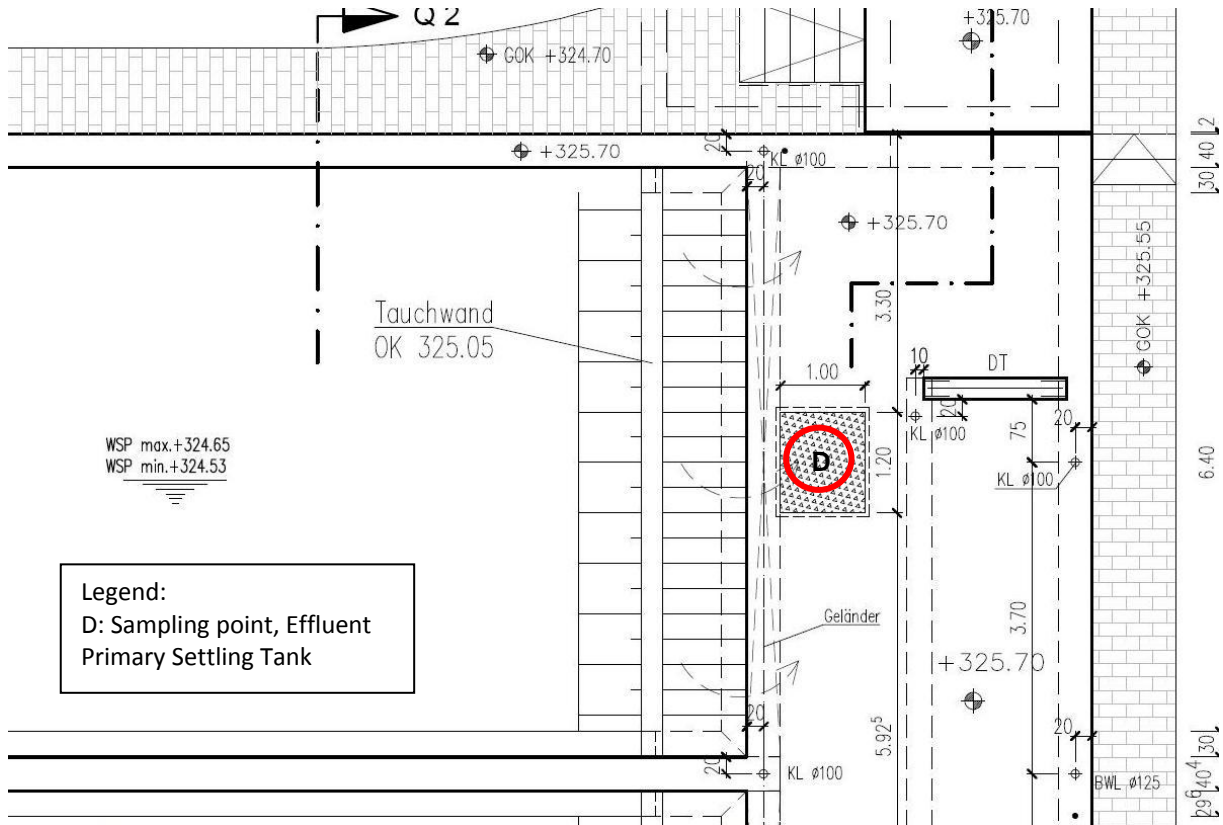 Q 2
GOK +324.70
+325.70
+325.70
20
KL ø100
20
+325.70
2
40
30
GOK +325.55
Tauchwand
OK 325.05
3.30
1.00
10
DT
20
KL ø100
75
20
KL ø100
6.40
WSP max.+324.65
WSP min.+324.53
D
1.20
Legend:
D: Sampling point, Effluent
Primary Settling Tank
Geländer
3.70
+325.70
20
5.92⁵
20
20
KL ø100
BWL ø125
30
40⁴
29⁶